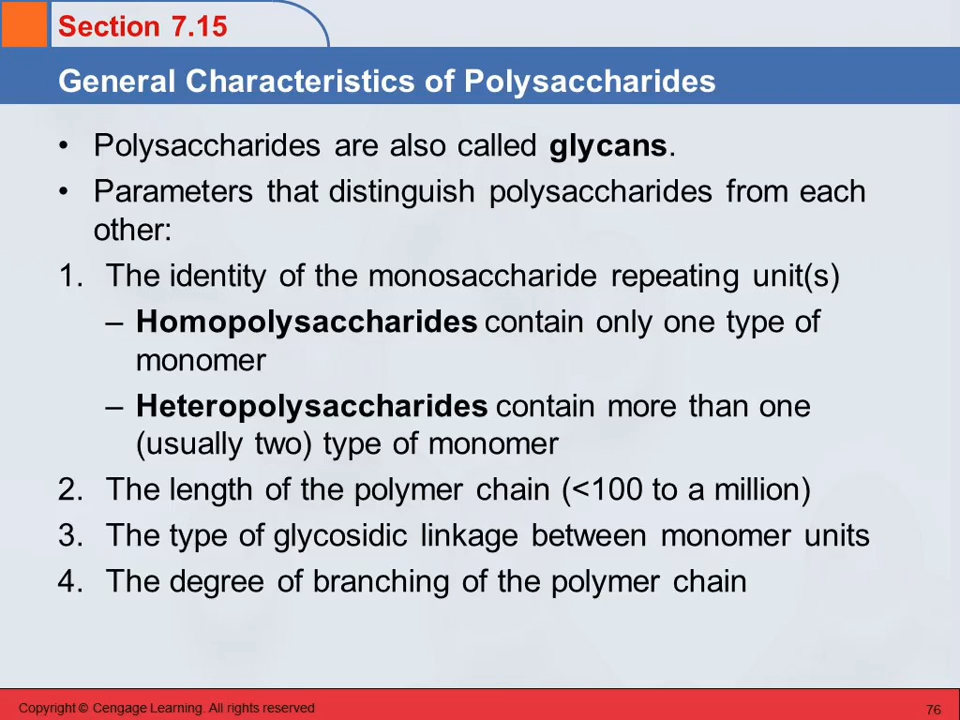 Section 7.15
General Characteristics of Polysaccharides
• Polysaccharides are also called glycans.
• Parameters that distinguish polysaccharides from each
other:
1. The identity of the monosaccharide repeating unit(s)
– Homopolysaccharides contain only one type of
monomer
– Heteropolysaccharides contain more than one
(usually two) type of monomer
2. The length of the polymer chain (<100 to a million)
3. The type of glycosidic linkage between monomer units
4. The degree of branching of the polymer chain
Copyright © Cengage Learning. All rights reserved
76